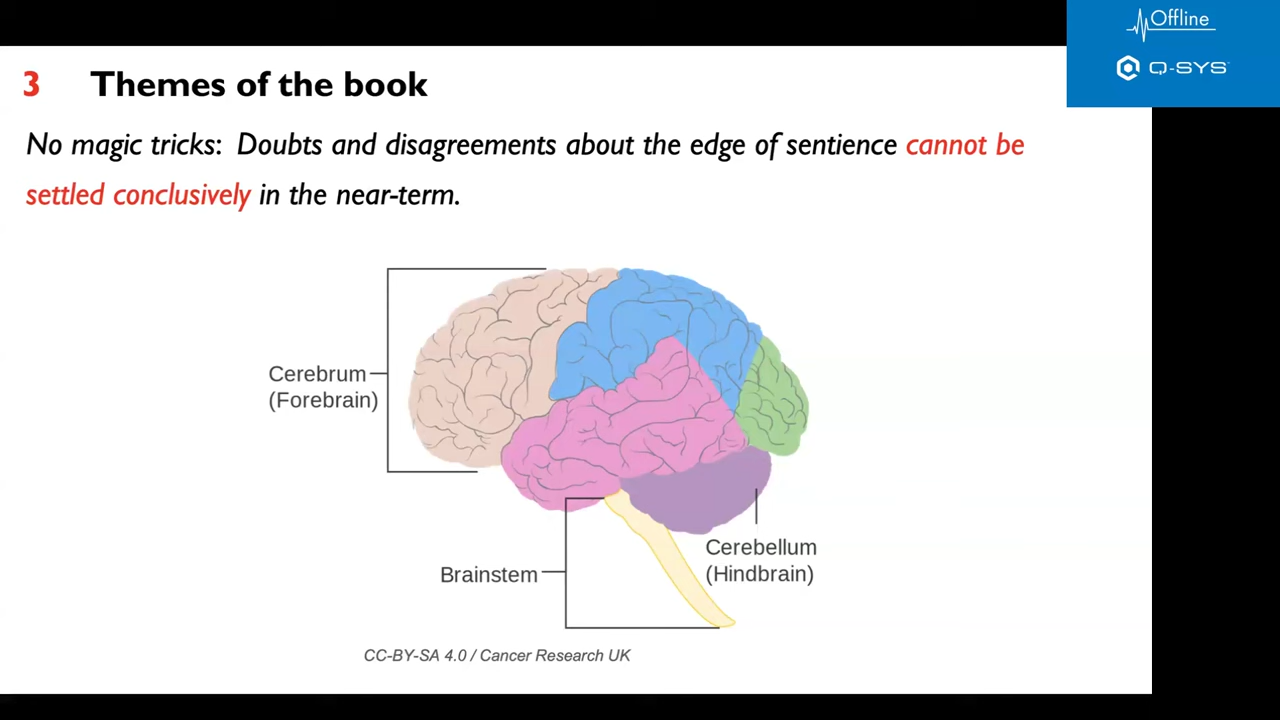 Offline
Q-SYS
3 Themes of the book
No magic tricks: Doubts and disagreements about the edge of sentience cannot be
settled conclusively in the near-term.
Cerebrum
(Forebrain)
Cerebellum
(Hindbrain)
Brainstem
CC-BY-SA 4.0 / Cancer Research UK